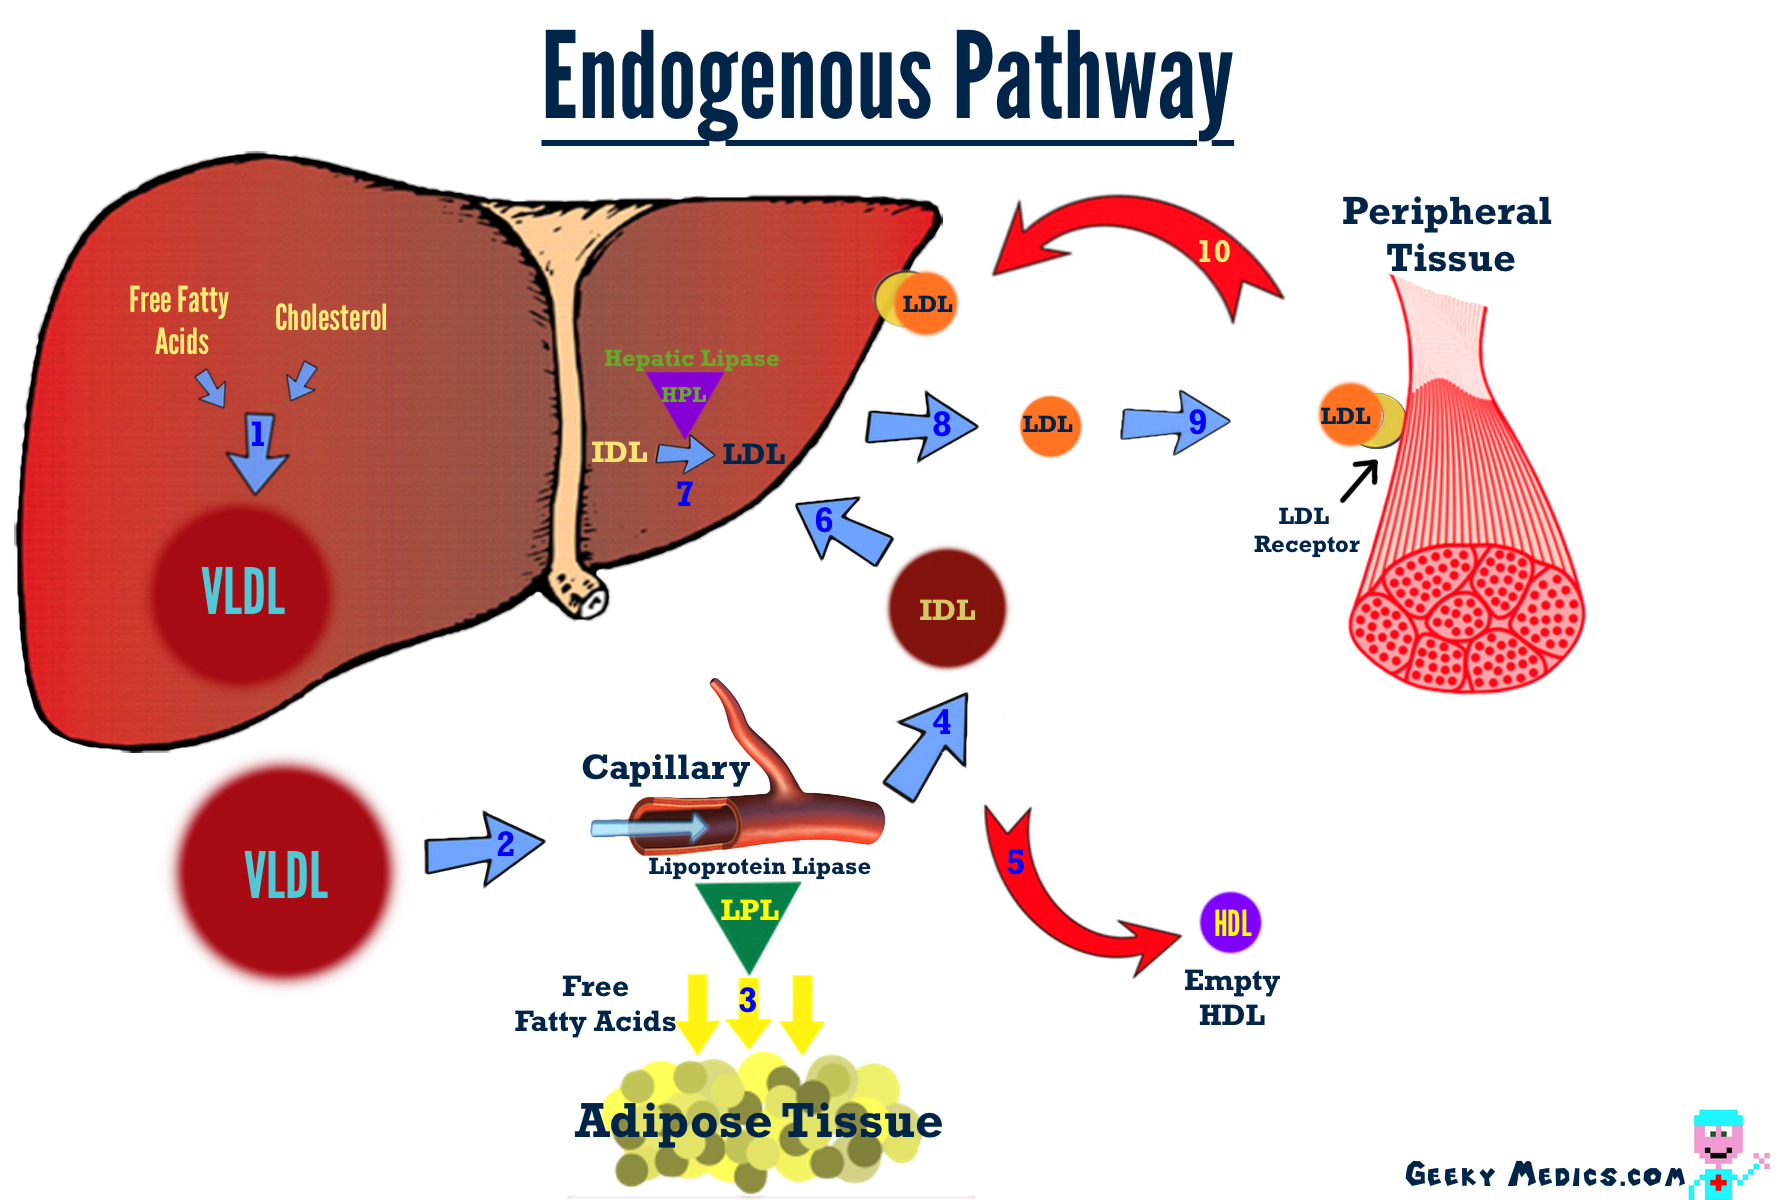 Endogenous Pathway
Free Fatty
Acids
Cholesterol
1
VLDL
Hepatic Lipase
HPL
IDL
LDL
7
LDL
10
Peripheral
Tissue
8
LDL
9
LDL
LDL
Receptor
6
IDL
4
VLDL
2
Capillary
Lipoprotein Lipase
LPL
Free
Fatty Acids
3
Adipose Tissue
5
HDL
Empty
HDL
Geeky Medics.com